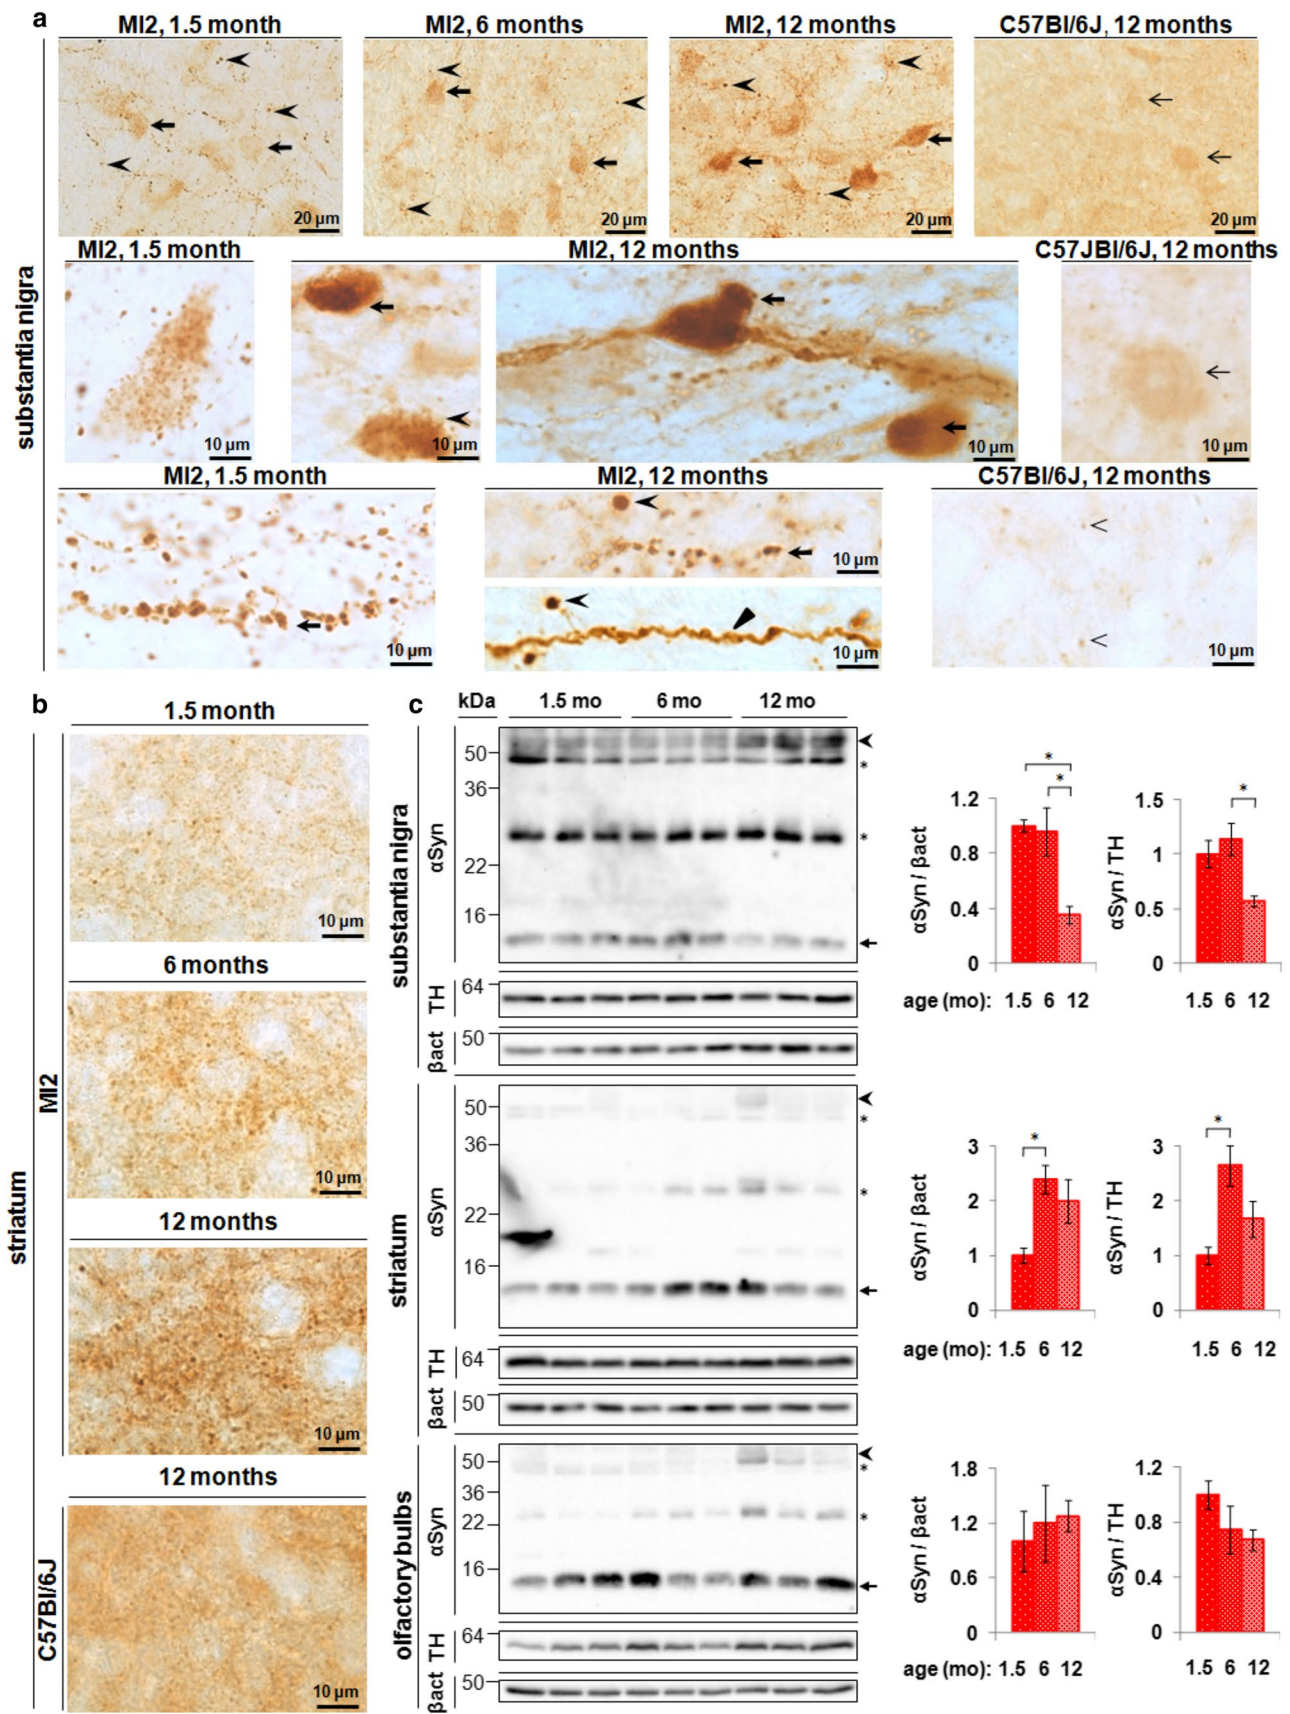 a
MI2, 1.5 month
MI2, 6 months
MI2, 12 months
C57Bl/6J, 12 months
20 µm
20 µm
20 µm
20 µm
substantia nigra
MI2, 1.5 month
MI2, 12 months
C57JBl/6J, 12 months
10 µm
10 µm
10 µm
10 µm
MI2, 1.5 month
MI2, 12 months
C57Bl/6J, 12 months
10 µm
10 µm
10 µm
10 µm
b
1.5 month
10 µm
6 months
10 µm
12 months
10 µm
12 months
10 µm
striatum
MI2
C57Bl/6J
c
kDa
1.5 mo
6 mo
12 mo
substantia nigra
αSyn
50
36
22
16
*
*
TH
64
βact
50
αSyn / βact
1.2
0.8
0.4
0
*
*
age (mo): 1.5 6 12
αSyn / TH
1.5
1
0.5
0
*
1.5 6 12
striatum
αSyn
50
36
22
16
*
*
TH
64
βact
50
αSyn / βact
3
2
1
0
*
age (mo): 1.5 6 12
αSyn / TH
3
2
1
0
*
1.5 6 12
olfactory bulbs
αSyn
50
36
22
16
*
*
TH
64
βact
50
αSyn / βact
1.8
1.2
0.6
0
age (mo): 1.5 6 12
αSyn / TH
1.2
0.8
0.4
0
1.5 6 12